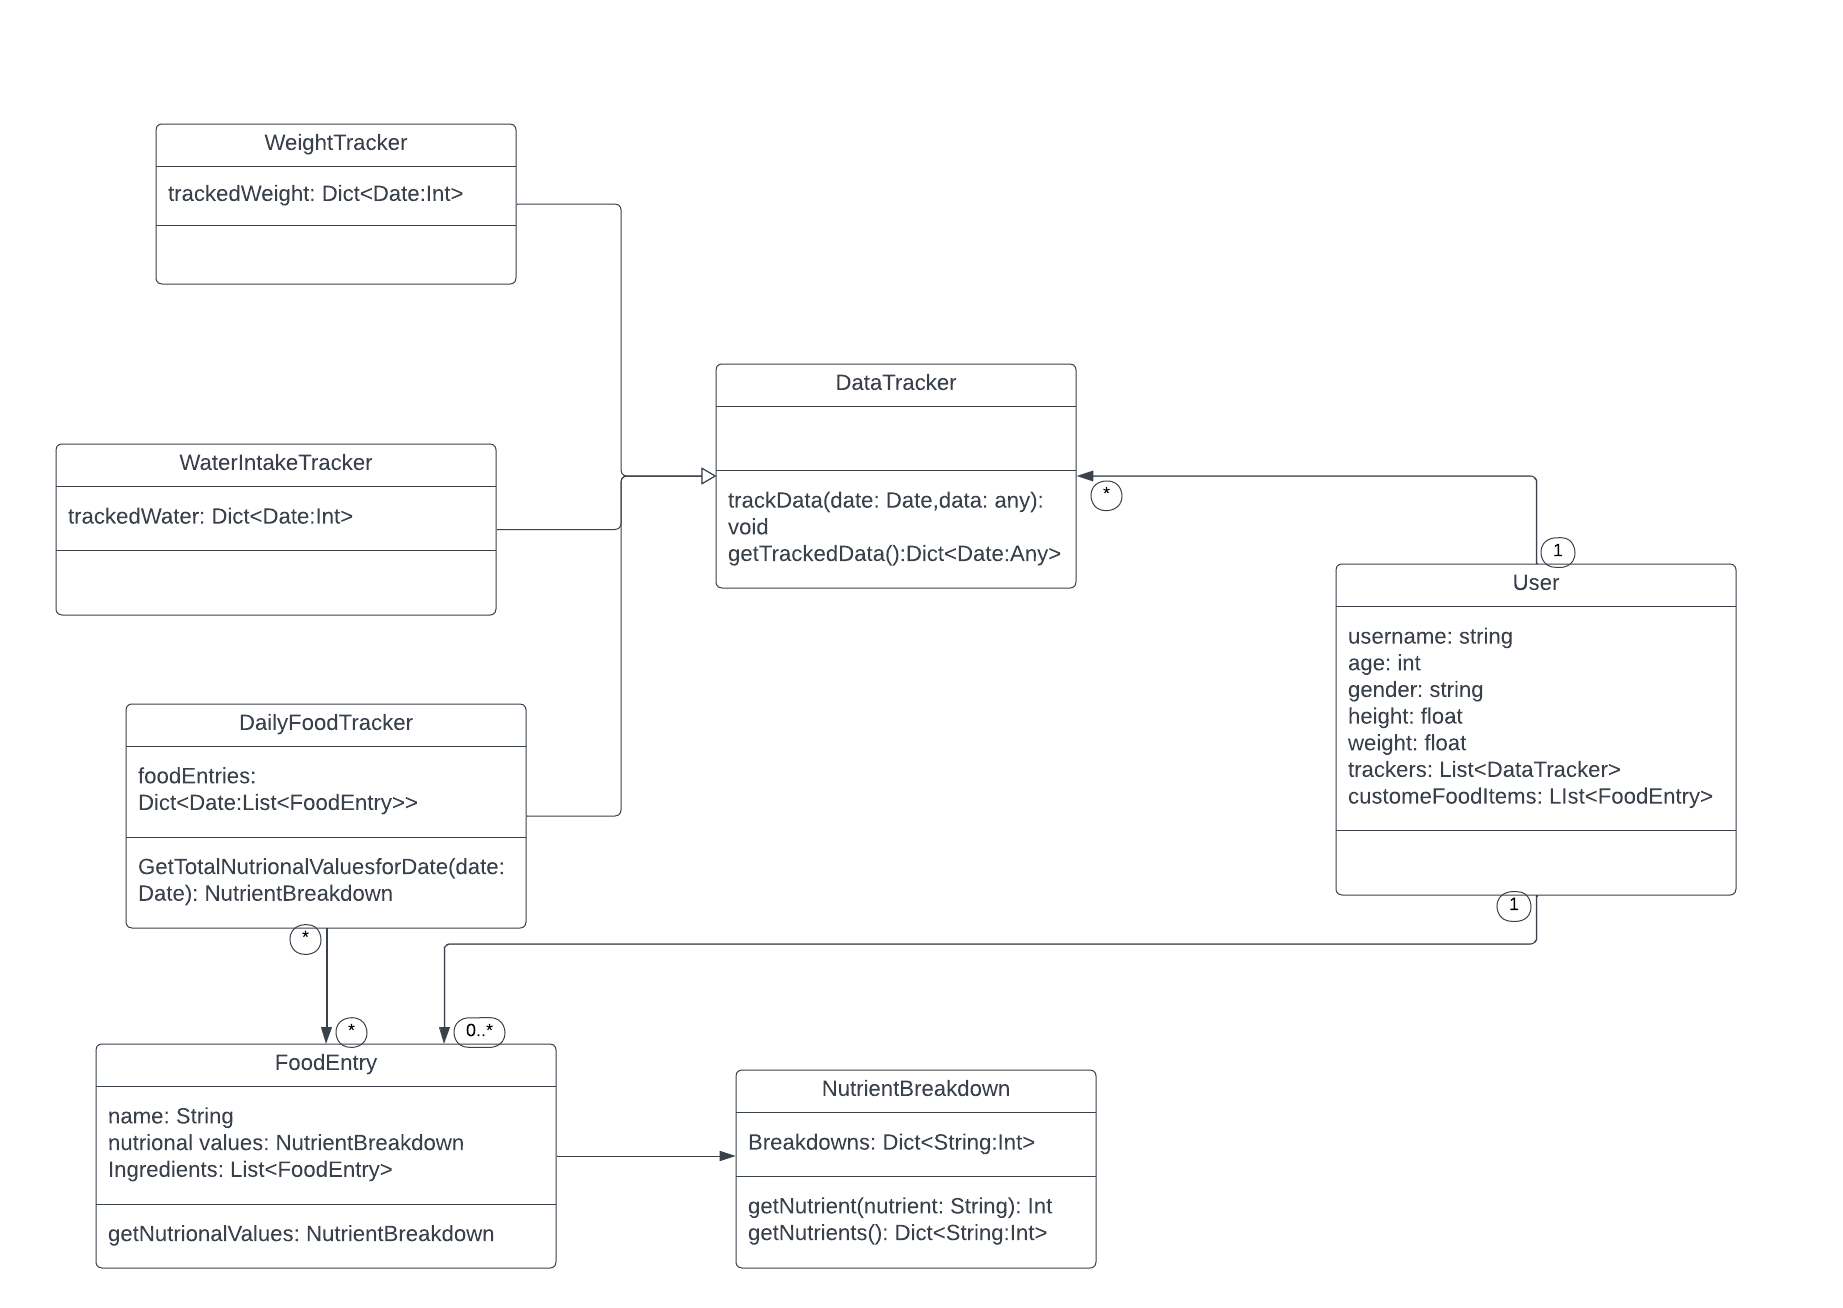 WeightTracker
trackedWeight: Dict<Date:Int>
DataTracker
trackData(date: Date,data: any):
void
getTrackedData():Dict<Date:Any>
*
WaterIntakeTracker
trackedWater: Dict<Date:Int>
1
User
username: string
age: int
gender: string
height: float
weight: float
trackers: List<DataTracker>
customeFoodItems: LIst<FoodEntry>
1
DailyFoodTracker
foodEntries:
Dict<Date:List<FoodEntry>>
GetTotalNutrionalValuesforDate(date:
Date): NutrientBreakdown
*
*
0..*
FoodEntry
name: String
nutrional values: NutrientBreakdown
Ingredients: List<FoodEntry>
getNutrionalValues: NutrientBreakdown
NutrientBreakdown
Breakdowns: Dict<String:Int>
getNutrient(nutrient: String): Int
getNutrients(): Dict<String:Int>